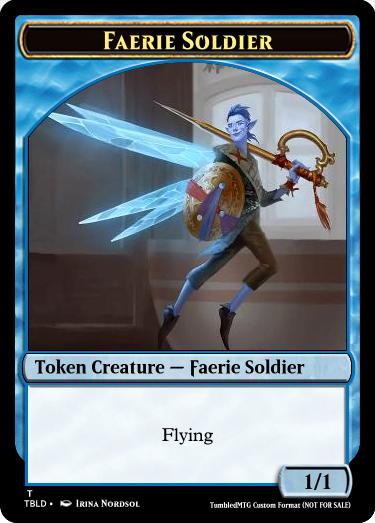 Faerie Soldier
Token Creature — Faerie Soldier
Flying
1/1
T
TBLD • Irina Nordsol
TumbledMTG Custom Format (NOT FOR SALE)